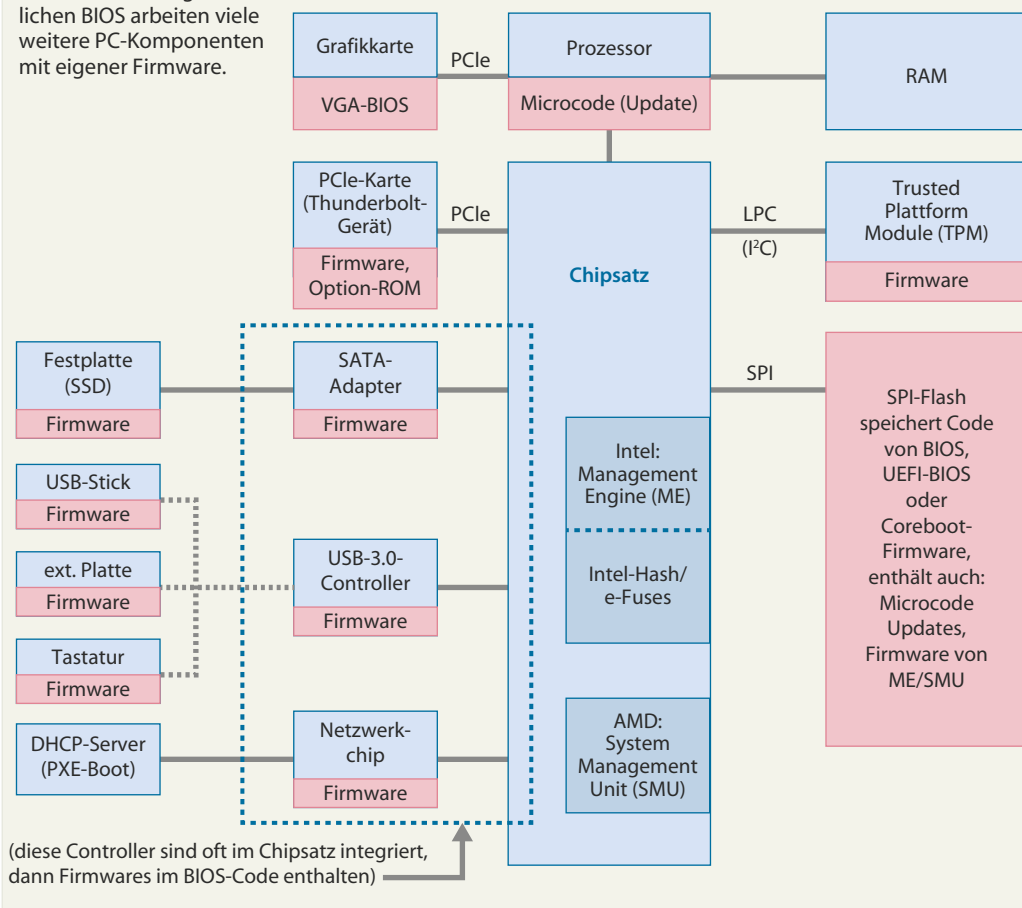 lichen BIOS arbeiten viele
weitere PC-Komponenten
mit eigener Firmware.
Grafikkarte
VGA-BIOS
PCIe
Prozessor
Microcode (Update)
RAM
PCIe-Karte
(Thunderbolt-
Gerät)
Firmware,
Option-ROM
PCIe
Chipsatz
LPC
(I²C)
Trusted
Plattform
Module (TPM)
Firmware
Festplatte
(SSD)
Firmware
SATA-
Adapter
Firmware
SPI
SPI-Flash
speichert Code
von BIOS,
UEFI-BIOS
oder
Coreboot-
Firmware,
enthält auch:
Microcode
Updates,
Firmware von
ME/SMU
Intel:
Management
Engine (ME)
Intel-Hash/
e-Fuses
USB-Stick
Firmware
ext. Platte
Firmware
Tastatur
Firmware
USB-3.0-
Controller
Firmware
DHCP-Server
(PXE-Boot)
Netzwerk-
chip
Firmware
AMD:
System
Management
Unit (SMU)
(diese Controller sind oft im Chipsatz integriert,
dann Firmwares im BIOS-Code enthalten)